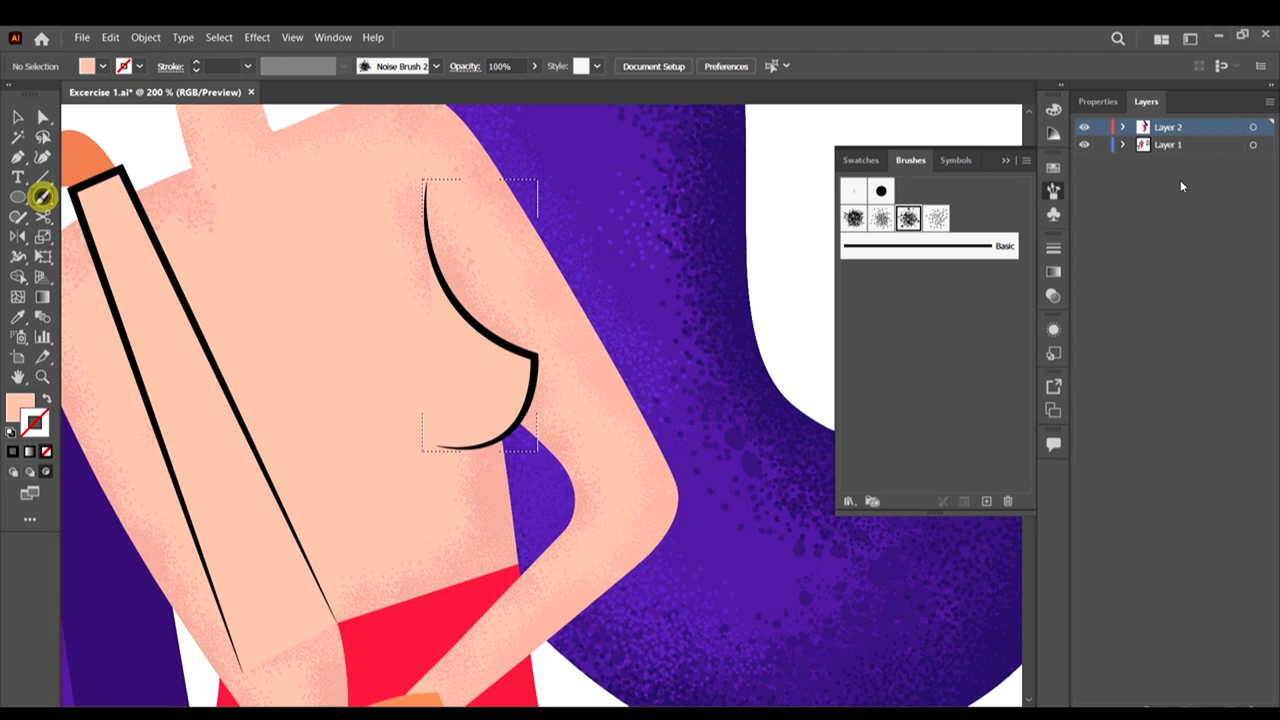 Ai File Edit Object Type Select Effect View Window Help
No Selection Stroke: Noise Brush 2 Opacity: 100% Style: Document Setup Preferences
Excercise 1.ai* @ 200 % (RGB/Preview) ×
Properties Layers
Layer 2
Layer 1
Swatches Brushes Symbols
Basic